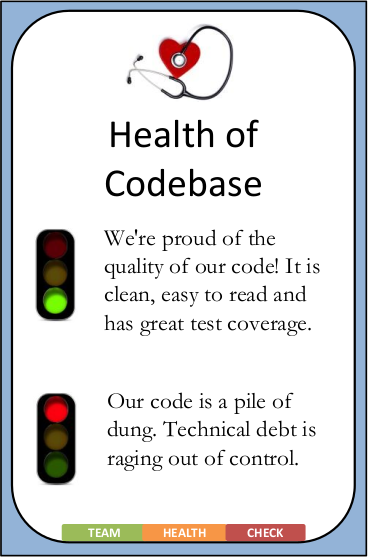 Health of
Codebase
We're proud of the
quality of our code! It is
clean, easy to read and
has great test coverage.
Our code is a pile of
dung. Technical debt is
raging out of control.
TEAM HEALTH CHECK